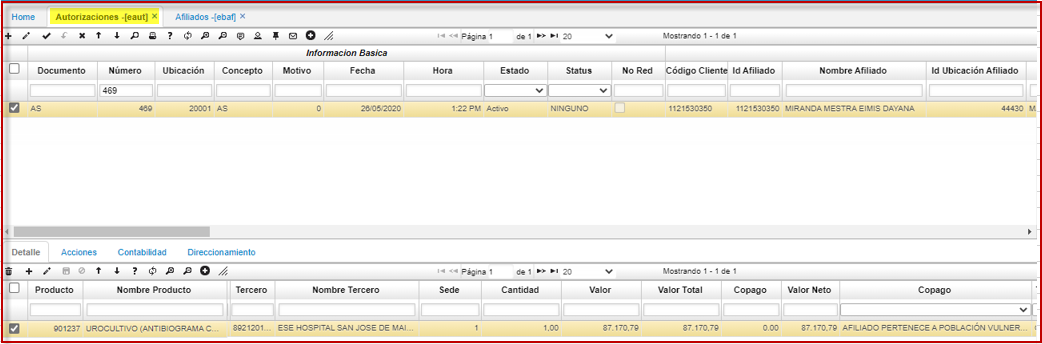 Home Autorizaciones -[eaut] × Afiliados -[ebaf] ×
Página 1 de 1 20 Mostrando 1 - 1 de 1
Informacion Basica
Documento Número Ubicación Concepto Motivo Fecha Hora Estado Status No Red Código Cliente Id Afiliado Nombre Afiliado Id Ubicación Afiliado
469
AS 469 20001 AS 0 26/05/2020 1:22 PM Activo NINGUNO 1121530350 1121530350 MIRANDA MESTRA EIMIS DAYANA 44430 M
Detalle Acciones Contabilidad Direccionamiento
Página 1 de 1 20 Mostrando 1 - 1 de 1
Producto Nombre Producto Tercero Nombre Tercero Sede Cantidad Valor Valor Total Copago Valor Neto Copago
901237 UROCULTIVO (ANTIBIOGRAMA C... 8921201... ESE HOSPITAL SAN JOSE DE MAI... 1 1,00 87.170,79 87.170,79 0.00 87.170,79 AFILIADO PERTENECE A POBLACIÓN VULNER...